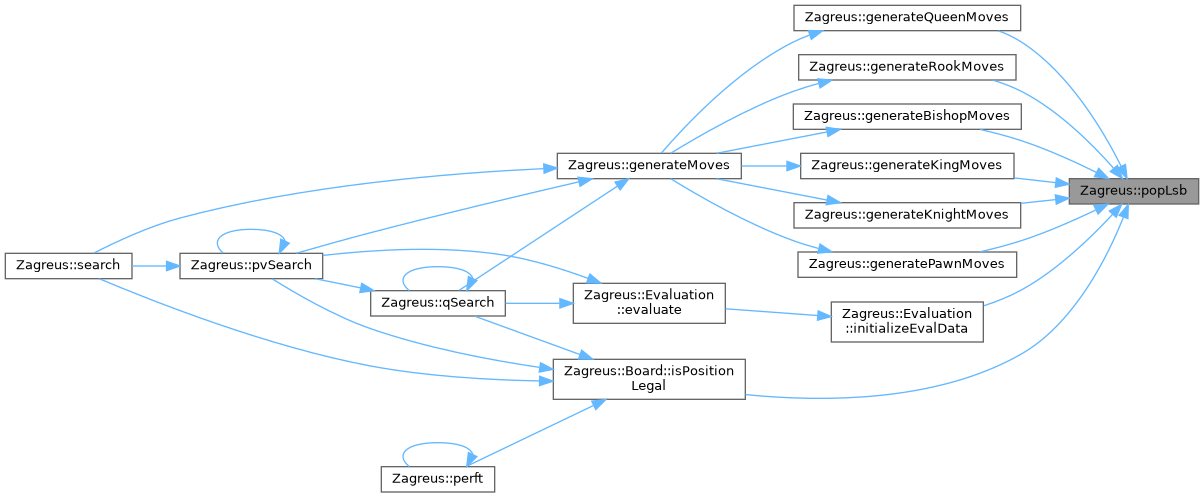 Zagreus::generateQueenMoves
Zagreus::generateRookMoves
Zagreus::generateBishopMoves
Zagreus::generateMoves
Zagreus::generateKingMoves
Zagreus::popLsb
Zagreus::generateKnightMoves
Zagreus::search
Zagreus::pvSearch
Zagreus::generatePawnMoves
Zagreus::qSearch
Zagreus::Evaluation
::evaluate
Zagreus::Evaluation
::initializeEvalData
Zagreus::Board::isPosition
Legal
Zagreus::perft